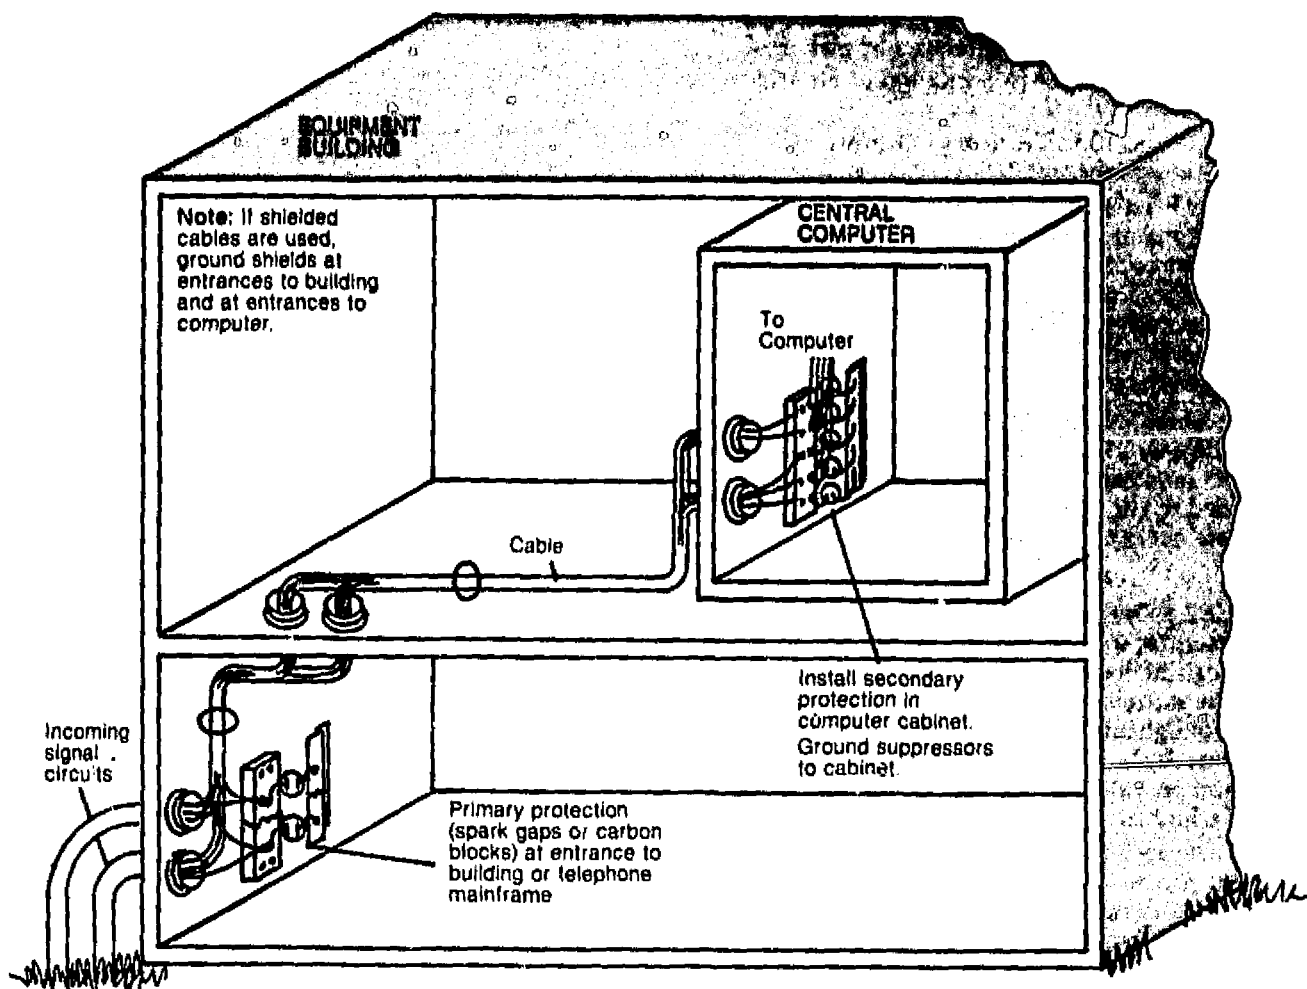 EQUIPMENT
BUILDING
Note: If shielded
cables are used,
ground shields at
entrances to building
and at entrances to
computer.
CENTRAL
COMPUTER
To
Computer
Cable
Install secondary
protection in
computer cabinet.
Ground suppressors
to cabinet.
Incoming
signal
circuits
Primary protection
(spark gaps or carbon
blocks) at entrance to
building or telephone
mainframe